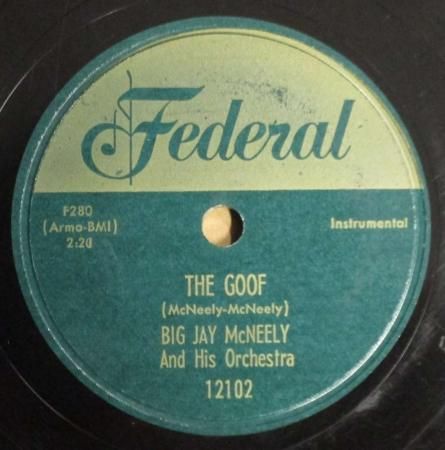 Federal
F280
(Armo-BMI)
2:20
Instrumental
THE GOOF
(McNeely-McNeely)
BIG JAY McNEELY
And His Orchestra
12102